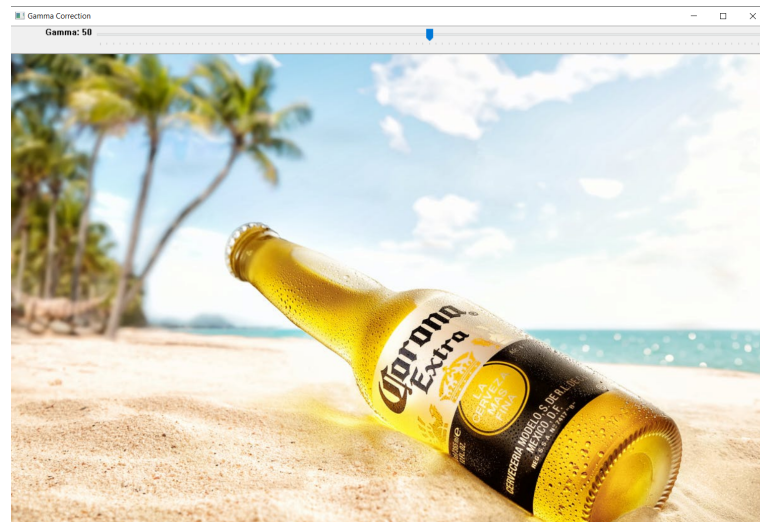 Gamma Correction
Gamma: 50
Corona
Extra
LA
CERVEZA
MAS
FINA
CERVECERIA MODELO, S. DE R.L. DE
MEXICO, D.F.